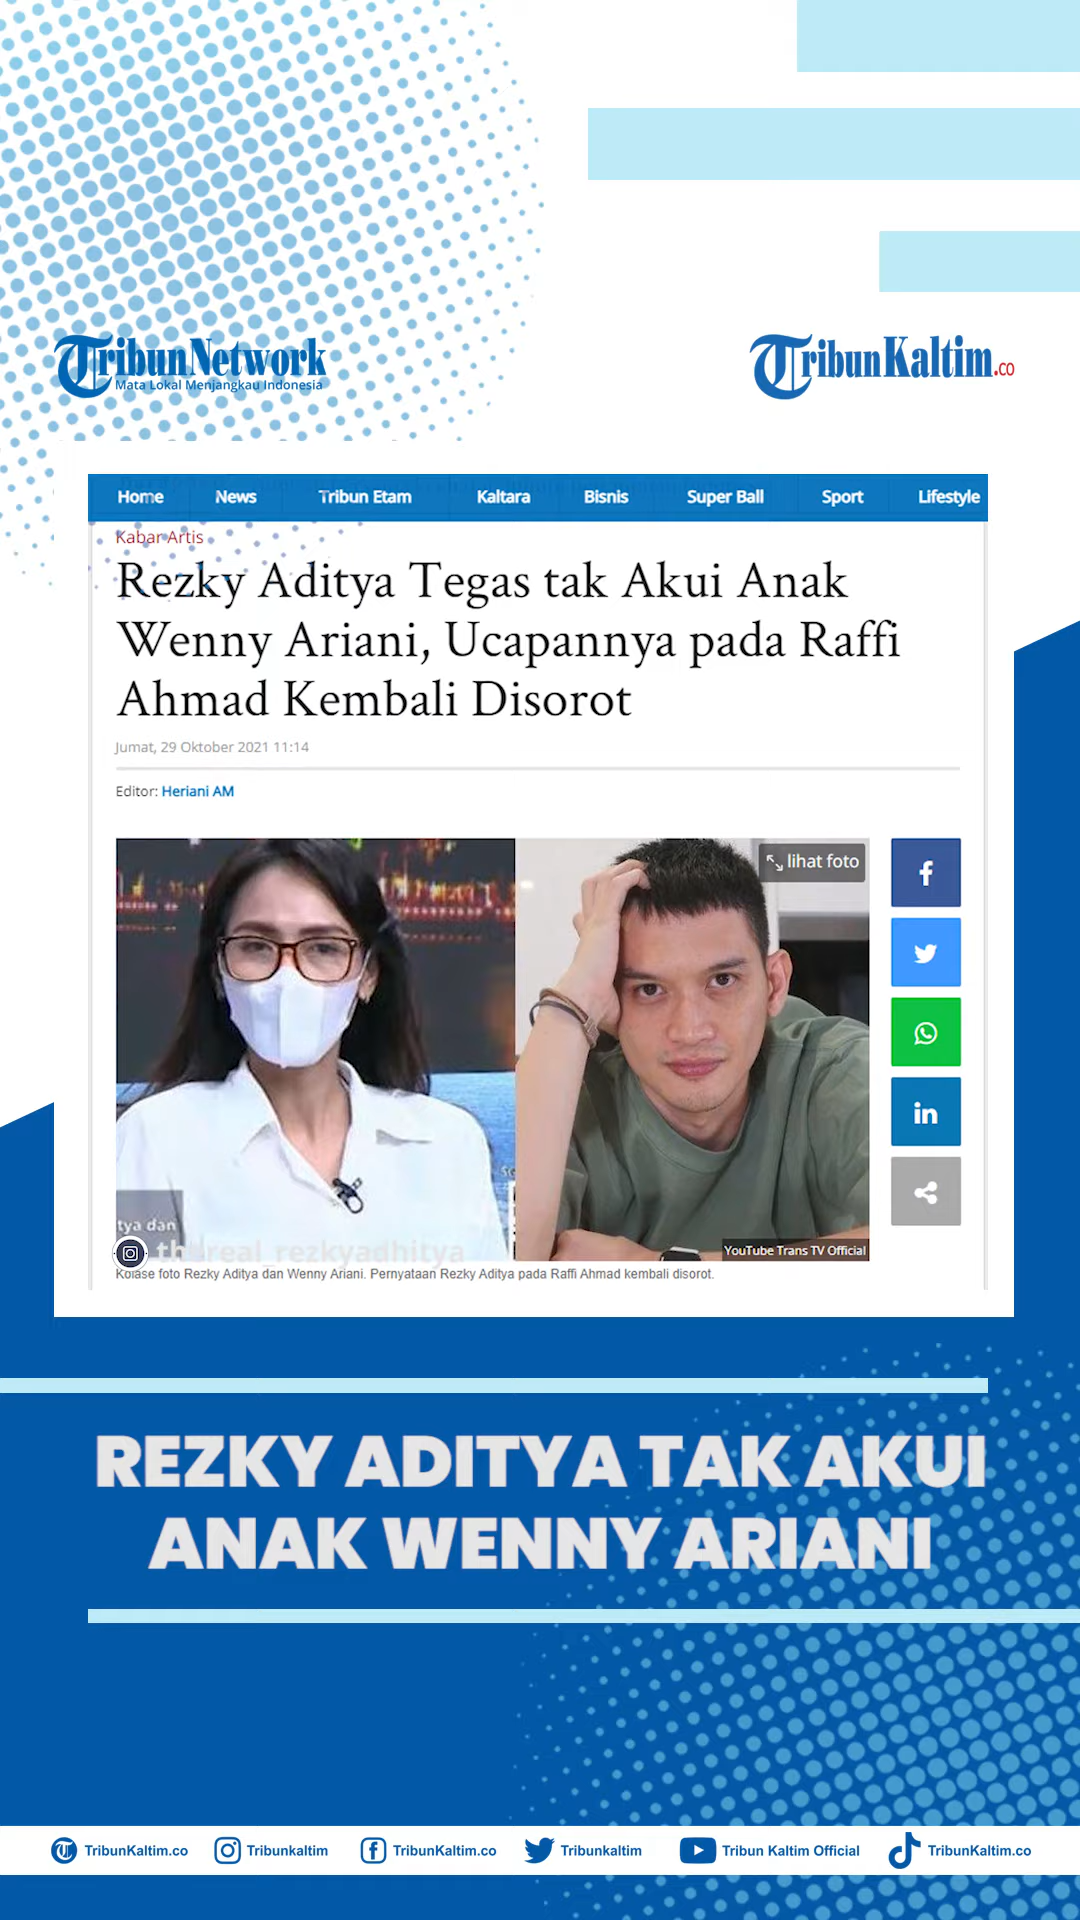 TribunNetwork
Mata Lokal Menjangkau Indonesia
TribunKaltim.co
Home News Tribun Etam Kaltara Bisnis Super Ball Sport Lifestyle
Kabar Artis
Rezky Aditya Tegas tak Akui Anak
Wenny Ariani, Ucapannya pada Raffi
Ahmad Kembali Disorot
Jumat, 29 Oktober 2021 11:14
Editor: Heriani AM
lihat foto
tya dan
thereal_rezkyadhitya
YouTube Trans TV Official
Kolase foto Rezky Aditya dan Wenny Ariani. Pernyataan Rezky Aditya pada Raffi Ahmad kembali disorot.
REZKY ADITYA TAK AKUI
ANAK WENNY ARIANI
TribunKaltim.co Tribunkaltim TribunKaltim.co Tribunkaltim Tribun Kaltim Official TribunKaltim.co